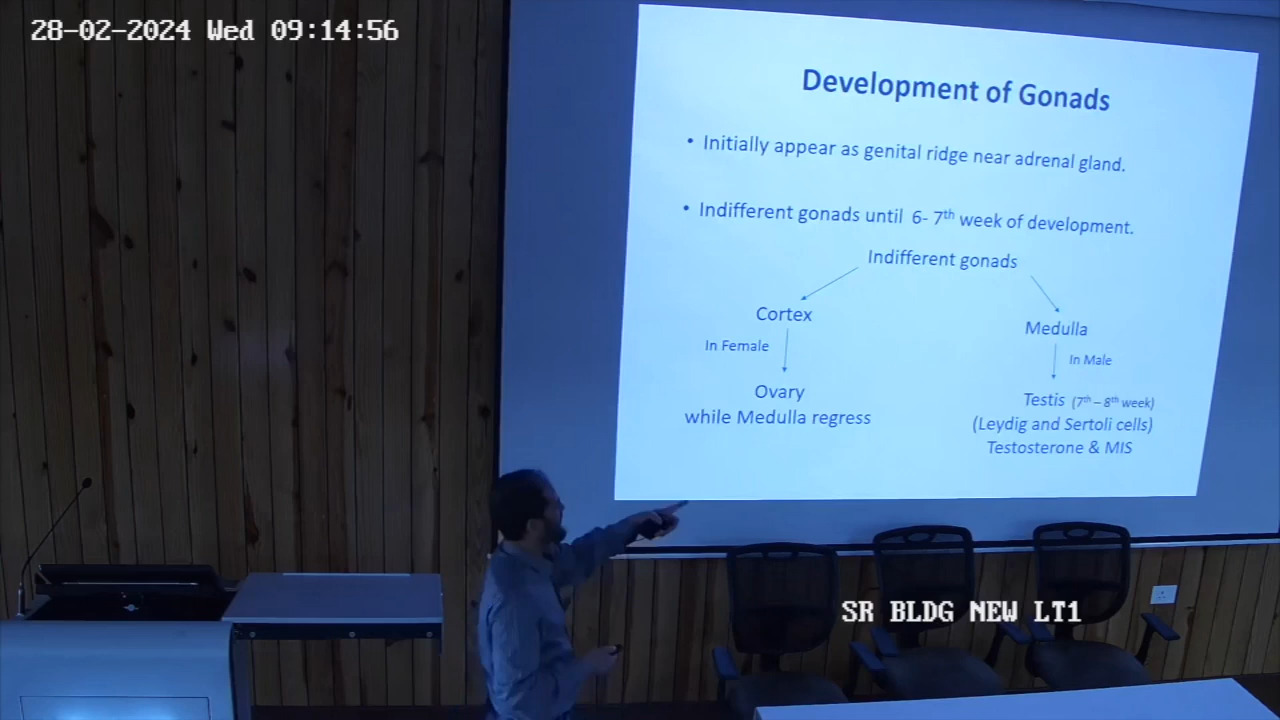 28-02-2024 Wed 09:14:56
Development of Gonads
• Initially appear as genital ridge near adrenal gland.
• Indifferent gonads until 6- 7th week of development.
Indifferent gonads
Cortex
Medulla
In Female
In Male
Ovary
while Medulla regress
Testis (7th – 8th week)
(Leydig and Sertoli cells)
Testosterone & MIS
SR BLDG NEW LT1